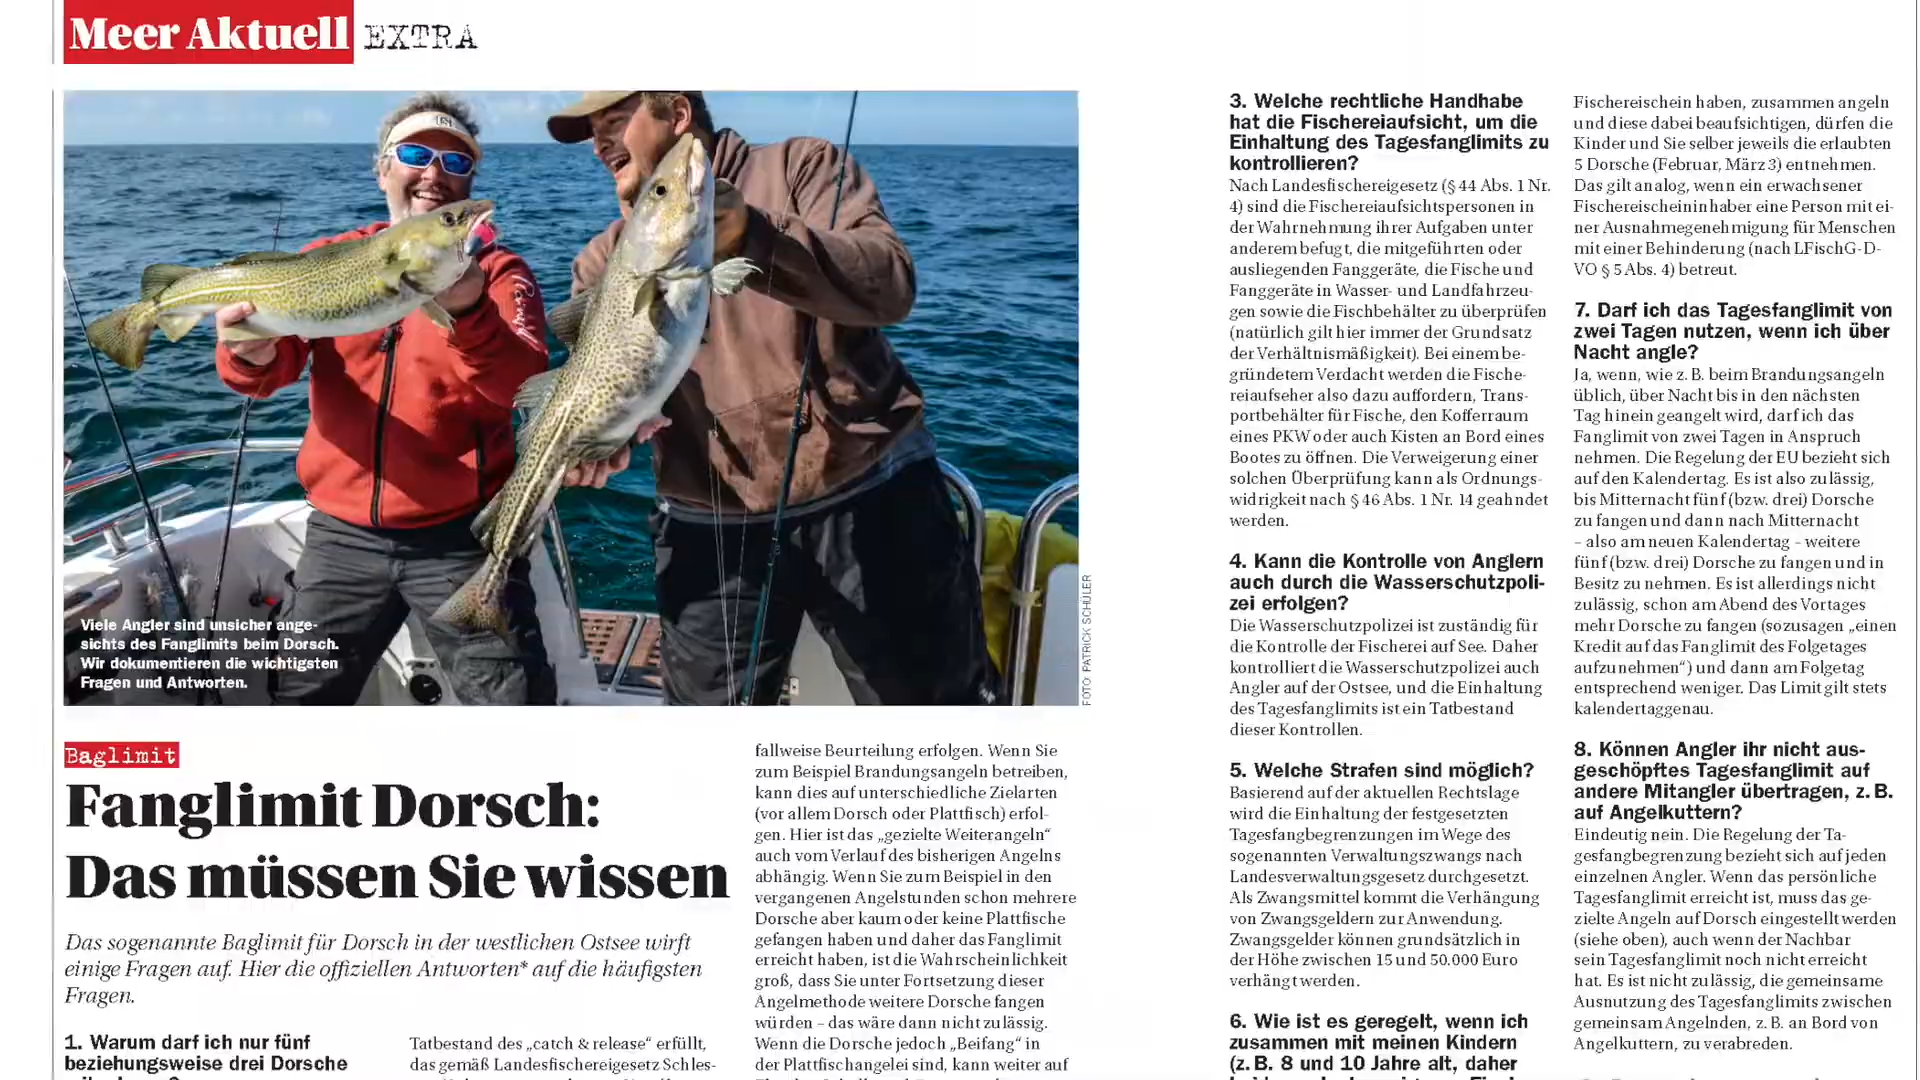 Meer Aktuell EXTRA
Viele Angler sind unsicher ange-
sichts des Fanglimits beim Dorsch.
Wir dokumentieren die wichtigsten
Fragen und Antworten.
FOTO: PATRICK SCHÜLER
Baglimit
Fanglimit Dorsch:
Das müssen Sie wissen
Das sogenannte Baglimit für Dorsch in der westlichen Ostsee wirft
einige Fragen auf. Hier die offiziellen Antworten* auf die häufigsten
Fragen.
1. Warum darf ich nur fünf
beziehungsweise drei Dorsche
Tatbestand des „catch & release“ erfüllt,
das gemäß Landesfischereigesetz Schles-
fallweise Beurteilung erfolgen. Wenn Sie
zum Beispiel Brandungsangeln betreiben,
kann dies auf unterschiedliche Zielarten
(vor allem Dorsch oder Plattfisch) erfol-
gen. Hier ist das „gezielte Weiterangeln“
auch vom Verlauf des bisherigen Angelns
abhängig. Wenn Sie zum Beispiel in den
vergangenen Angelstunden schon mehrere
Dorsche aber kaum oder keine Plattfische
gefangen haben und daher das Fanglimit
erreicht haben, ist die Wahrscheinlichkeit
groß, dass Sie unter Fortsetzung dieser
Angelmethode weitere Dorsche fangen
würden – das wäre dann nicht zulässig.
Wenn die Dorsche jedoch „Beifang“ in
der Plattfischangelei sind, kann weiter auf
3. Welche rechtliche Handhabe
hat die Fischereiaufsicht, um die
Einhaltung des Tagesfanglimits zu
kontrollieren?
Nach Landesfischereigesetz (§ 44 Abs. 1 Nr.
4) sind die Fischereiaufsichtspersonen in
der Wahrnehmung ihrer Aufgaben unter
anderem befugt, die mitgeführten oder
ausliegenden Fanggeräte, die Fische und
Fanggeräte in Wasser- und Landfahrzeu-
gen sowie die Fischbehälter zu überprüfen
(natürlich gilt hier immer der Grundsatz
der Verhältnismäßigkeit). Bei einem be-
gründetem Verdacht werden die Fische-
reiaufseher also dazu auffordern, Trans-
portbehälter für Fische, den Kofferraum
eines PKW oder auch Kisten an Bord eines
Bootes zu öffnen. Die Verweigerung einer
solchen Überprüfung kann als Ordnungs-
widrigkeit nach § 46 Abs. 1 Nr. 14 geahndet
werden.
4. Kann die Kontrolle von Anglern
auch durch die Wasserschutzpoli-
zei erfolgen?
Die Wasserschutzpolizei ist zuständig für
die Kontrolle der Fischerei auf See. Daher
kontrolliert die Wasserschutzpolizei auch
Angler auf der Ostsee, und die Einhaltung
des Tagesfanglimits ist ein Tatbestand
dieser Kontrollen.
5. Welche Strafen sind möglich?
Basierend auf der aktuellen Rechtslage
wird die Einhaltung der festgesetzten
Tagesfangbegrenzungen im Wege des
sogenannten Verwaltungszwangs nach
Landesverwaltungsgesetz durchgesetzt.
Als Zwangsmittel kommt die Verhängung
von Zwangsgeldern zur Anwendung.
Zwangsgelder können grundsätzlich in
der Höhe zwischen 15 und 50.000 Euro
verhängt werden.
6. Wie ist es geregelt, wenn ich
zusammen mit meinen Kindern
(z. B. 8 und 10 Jahre alt, daher
Fischereischein haben, zusammen angeln
und diese dabei beaufsichtigen, dürfen die
Kinder und Sie selber jeweils die erlaubten
5 Dorsche (Februar, März 3) entnehmen.
Das gilt analog, wenn ein erwachsener
Fischereischeininhaber eine Person mit ei-
ner Ausnahmegenehmigung für Menschen
mit einer Behinderung (nach LFischG-D-
VO § 5 Abs. 4) betreut.
7. Darf ich das Tagesfanglimit von
zwei Tagen nutzen, wenn ich über
Nacht angle?
Ja, wenn, wie z. B. beim Brandungsangeln
üblich, über Nacht bis in den nächsten
Tag hinein geangelt wird, darf ich das
Fanglimit von zwei Tagen in Anspruch
nehmen. Die Regelung der EU bezieht sich
auf den Kalendertag. Es ist also zulässig,
bis Mitternacht fünf (bzw. drei) Dorsche
zu fangen und dann nach Mitternacht
– also am neuen Kalendertag – weitere
fünf (bzw. drei) Dorsche zu fangen und in
Besitz zu nehmen. Es ist allerdings nicht
zulässig, schon am Abend des Vortages
mehr Dorsche zu fangen (sozusagen „einen
Kredit auf das Fanglimit des Folgetages
aufzunehmen“) und dann am Folgetag
entsprechend weniger. Das Limit gilt stets
kalendertaggenau.
8. Können Angler ihr nicht aus-
geschöpftes Tagesfanglimit auf
andere Mitangler übertragen, z. B.
auf Angelkuttern?
Eindeutig nein. Die Regelung der Ta-
gesfangbegrenzung bezieht sich auf jeden
einzelnen Angler. Wenn das persönliche
Tagesfanglimit erreicht ist, muss das ge-
zielte Angeln auf Dorsch eingestellt werden
(siehe oben), auch wenn der Nachbar
sein Tagesfanglimit noch nicht erreicht
hat. Es ist nicht zulässig, die gemeinsame
Ausnutzung des Tagesfanglimits zwischen
gemeinsam Angelnden, z. B. an Bord von
Angelkuttern, zu verabreden.